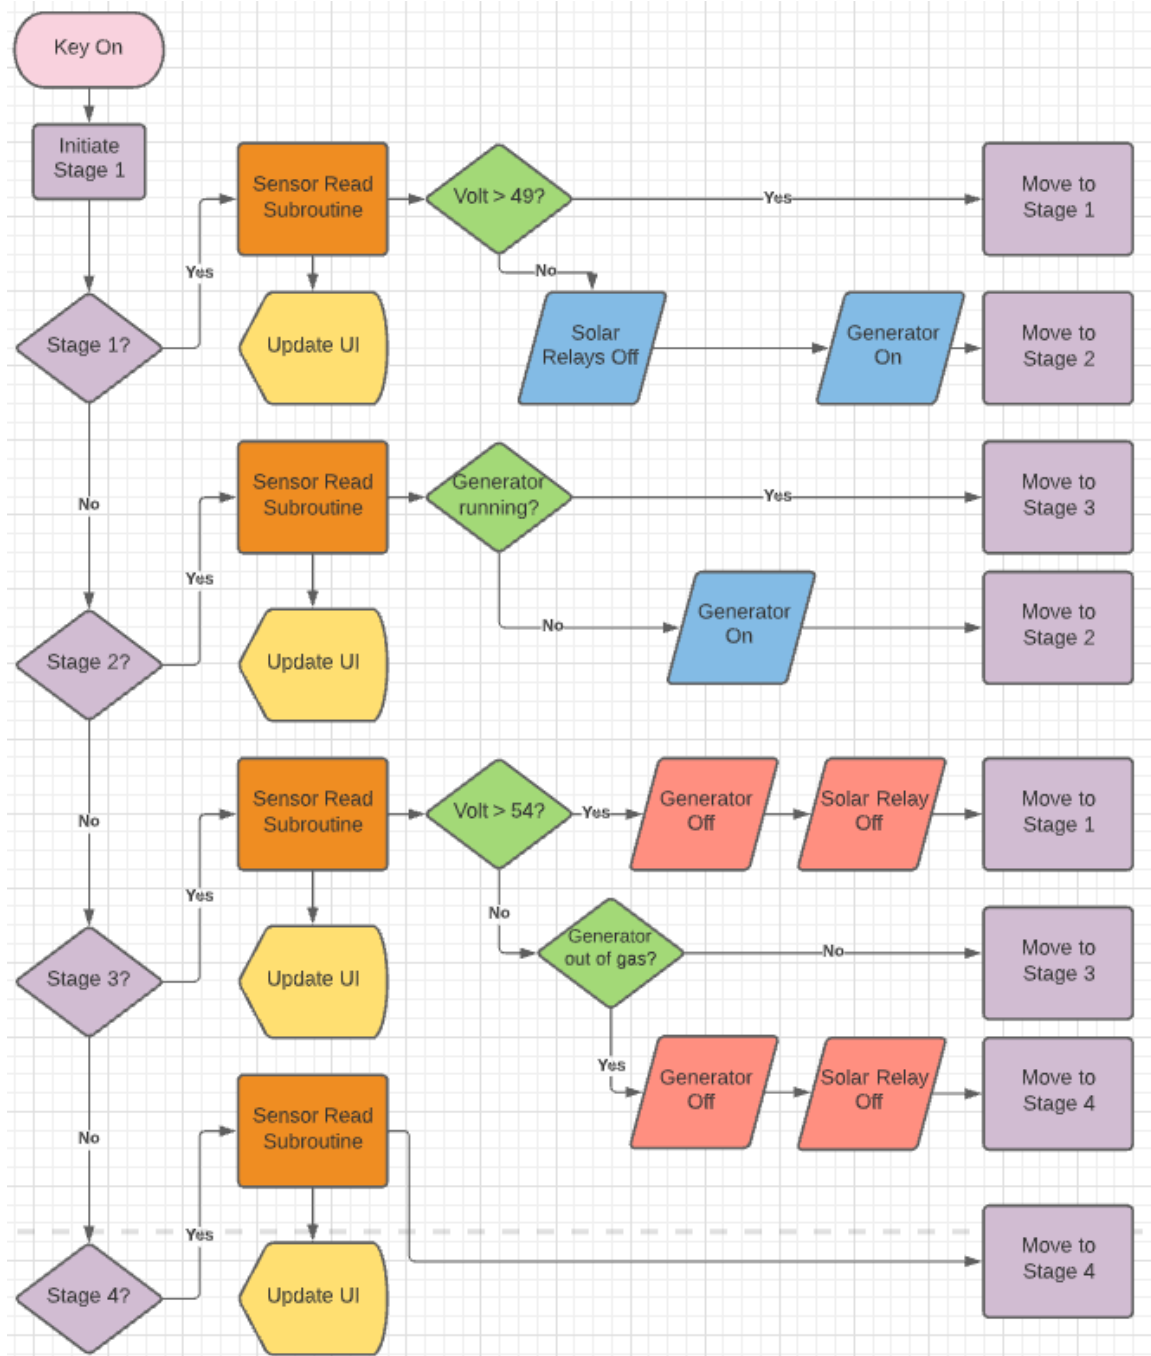 Key On
Initiate
Stage 1
Sensor Read
Subroutine
Volt > 49?
Yes
Move to
Stage 1
Yes
No
Stage 1?
Update UI
Solar
Relays Off
Generator
On
Move to
Stage 2
No
Sensor Read
Subroutine
Generator
running?
Yes
Move to
Stage 3
Yes
No
Generator
On
Move to
Stage 2
Stage 2?
Update UI
No
Sensor Read
Subroutine
Volt > 54?
Yes
Generator
Off
Solar Relay
Off
Move to
Stage 1
Yes
No
Stage 3?
Update UI
Generator
out of gas?
No
Move to
Stage 3
Yes
Generator
Off
Solar Relay
Off
Move to
Stage 4
No
Sensor Read
Subroutine
Yes
Move to
Stage 4
Stage 4?
Update UI